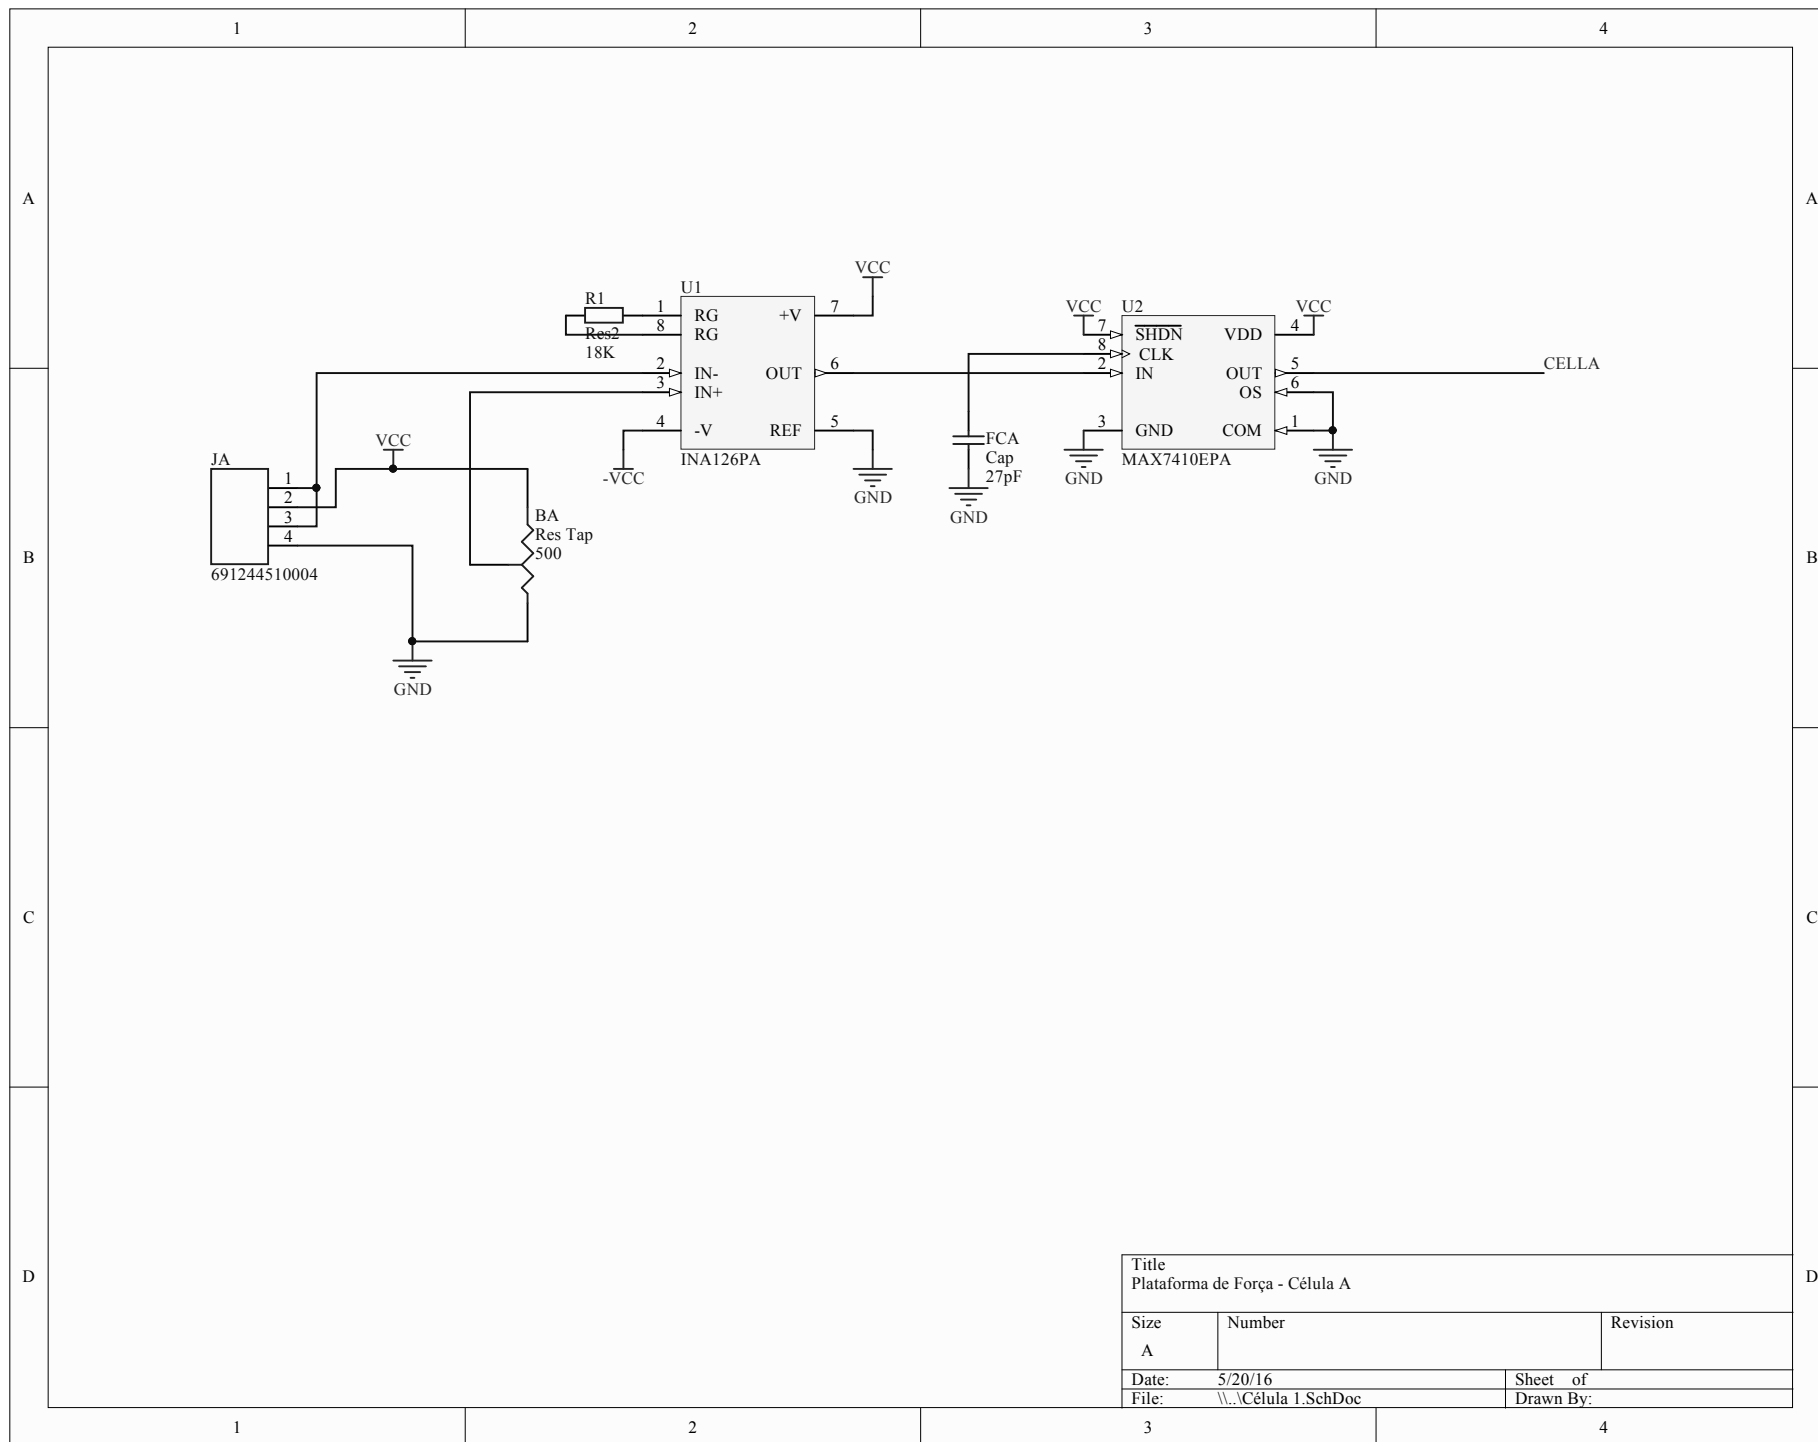 1 2 3 4
A A
U1
VCC
R1
Res2
18K
1 RG +V 7
8 RG
2 IN- OUT 6
3 IN+
4 -V REF 5
INA126PA
-VCC
GND
VCC
U2
VCC
7 SHDN VDD 4
8 CLK
2 IN OUT 5
OS 6
3 GND COM 1
MAX7410EPA
GND
GND
CELLA
FCA
Cap
27pF
GND
VCC
JA
1
2
3
4
691244510004
BA
Res Tap
500
GND
B B
C C
D D
Title
Plataforma de Força - Célula A
Size Number Revision
A
Date: 5/20/16 Sheet of
File: \\..\Célula 1.SchDoc Drawn By:
1 2 3 4